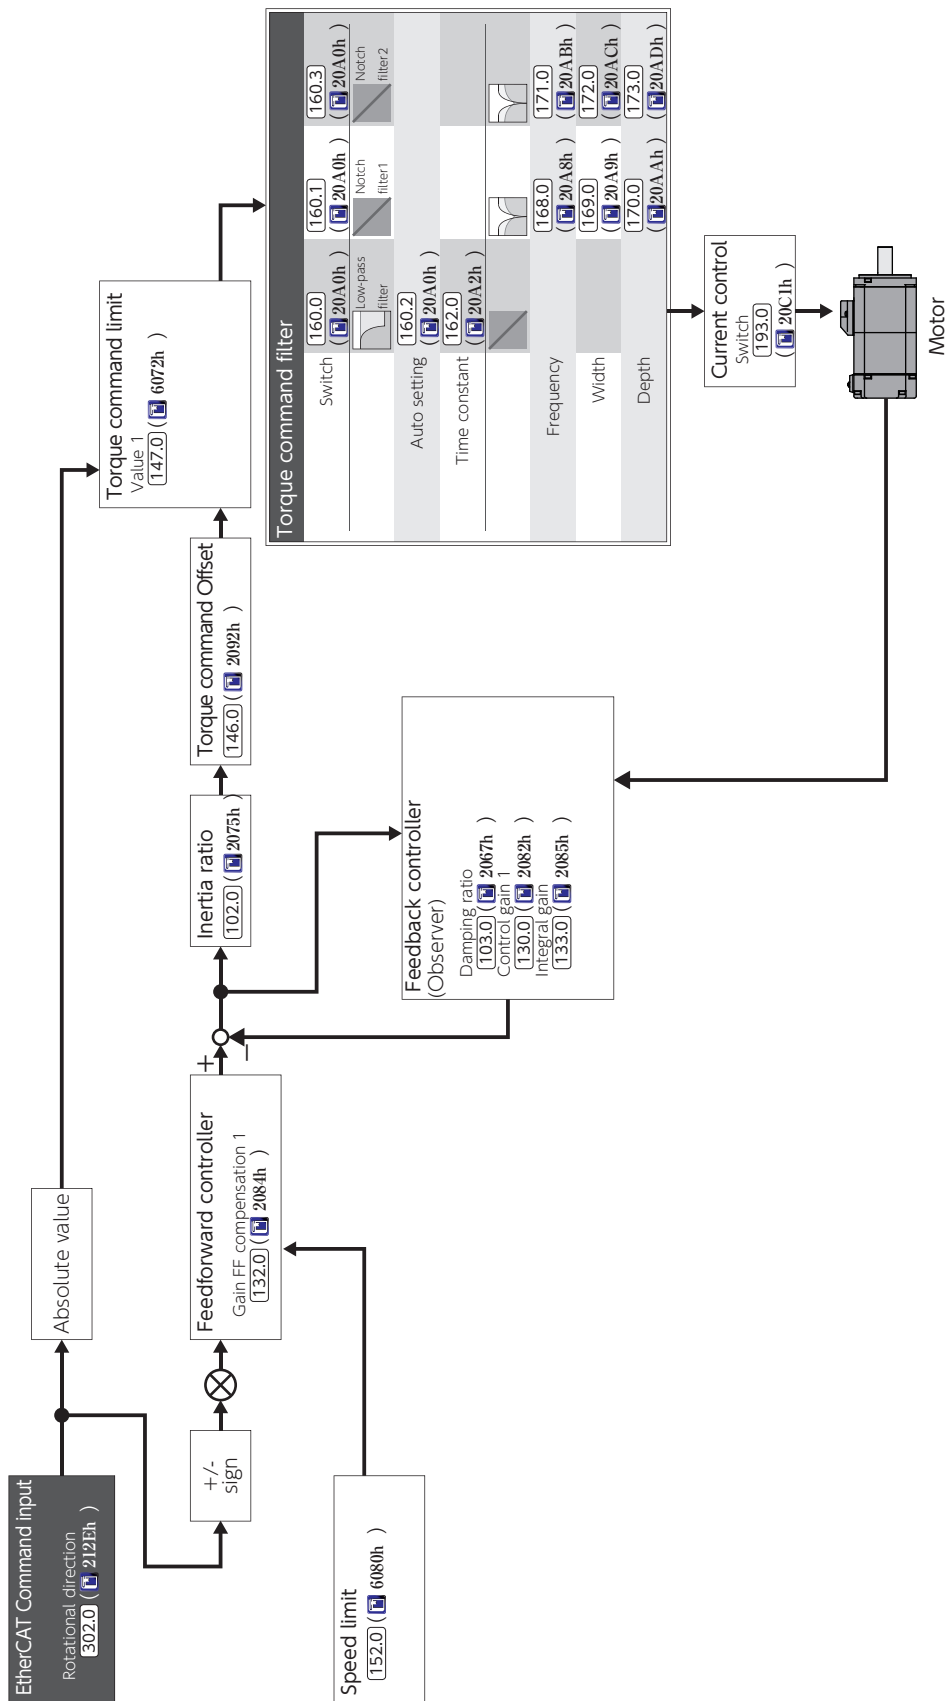 EtherCAT Command input
Rotational direction
302.0 ( 212Eh )
Absolute value
+/-
sign
Speed limit
152.0 ( 6080h )
Feedforward controller
Gain FF compensation 1
132.0 ( 2084h )
+
−
Inertia ratio
102.0 ( 2075h )
Torque command Offset
146.0 ( 2092h )
Torque command limit
Value 1
147.0 ( 6072h )
Feedback controller
(Observer)
Damping ratio
103.0 ( 2067h )
Control gain 1
130.0 ( 2082h )
Integral gain
133.0 ( 2085h )
Torque command filter
Switch 160.0 ( 20A0h ) 160.1 ( 20A0h ) 160.3 ( 20A0h )
Low-pass filter Notch filter1 Notch filter2
Auto setting 160.2 ( 20A0h )
Time constant 162.0 ( 20A2h )
Frequency 168.0 ( 20A8h ) 171.0 ( 20ABh )
Width 169.0 ( 20A9h ) 172.0 ( 20ACh )
Depth 170.0 ( 20AAh ) 173.0 ( 20ADh )
Current control
Switch
193.0
( 20C1h )
Motor